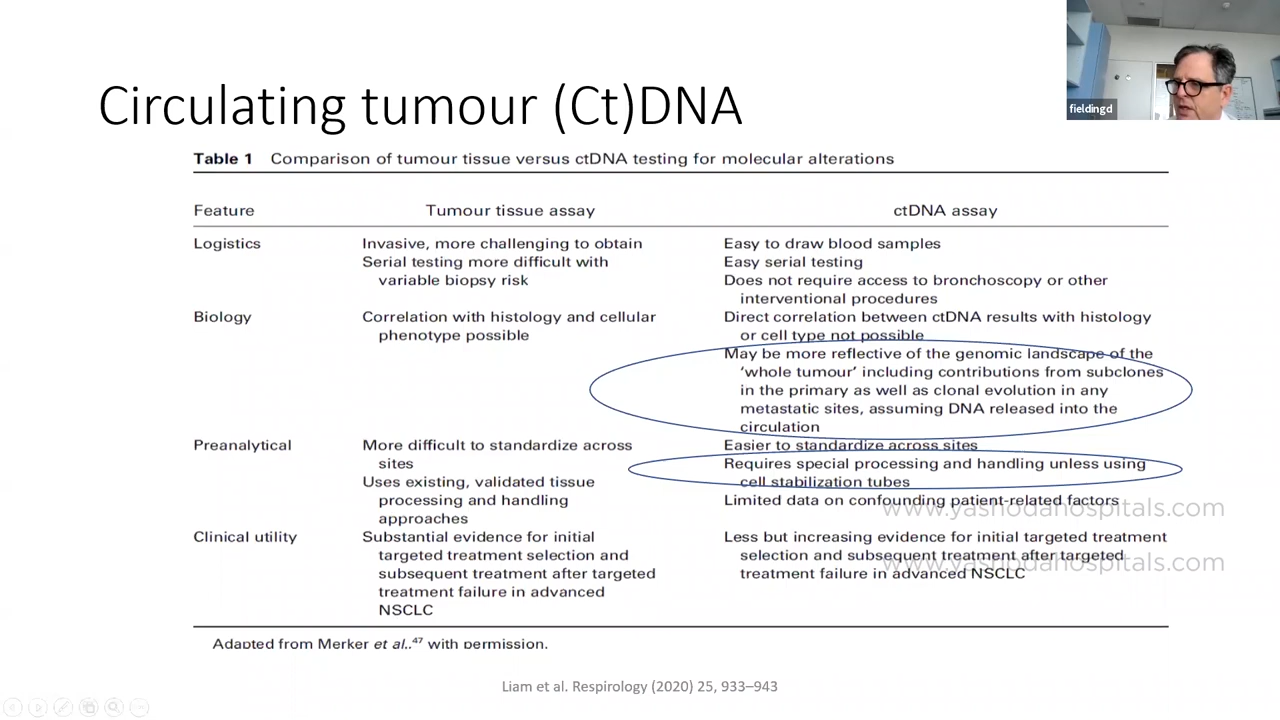 fieldingd
Circulating tumour (Ct)DNA
Table 1 Comparison of tumour tissue versus ctDNA testing for molecular alterations
Feature Tumour tissue assay ctDNA assay
Logistics Invasive, more challenging to obtain Easy to draw blood samples
Serial testing more difficult with Easy serial testing
variable biopsy risk Does not require access to bronchoscopy or other
interventional procedures
Biology Correlation with histology and cellular Direct correlation between ctDNA results with histology
phenotype possible or cell type not possible
May be more reflective of the genomic landscape of the
‘whole tumour’ including contributions from subclones
in the primary as well as clonal evolution in any
metastatic sites, assuming DNA released into the
circulation
Preanalytical More difficult to standardize across Easier to standardize across sites
sites Requires special processing and handling unless using
Uses existing, validated tissue cell stabilization tubes
processing and handling Limited data on confounding patient-related factors
approaches
www.yashodahospitals.com
Clinical utility Substantial evidence for initial Less but increasing evidence for initial targeted treatment
targeted treatment selection and selection and subsequent treatment after targeted
subsequent treatment after targeted treatment failure in advanced NSCLC
www.yashodahospitals.com
treatment failure in advanced
NSCLC
Adapted from Merker et al.,47 with permission.
Liam et al. Respirology (2020) 25, 933–943